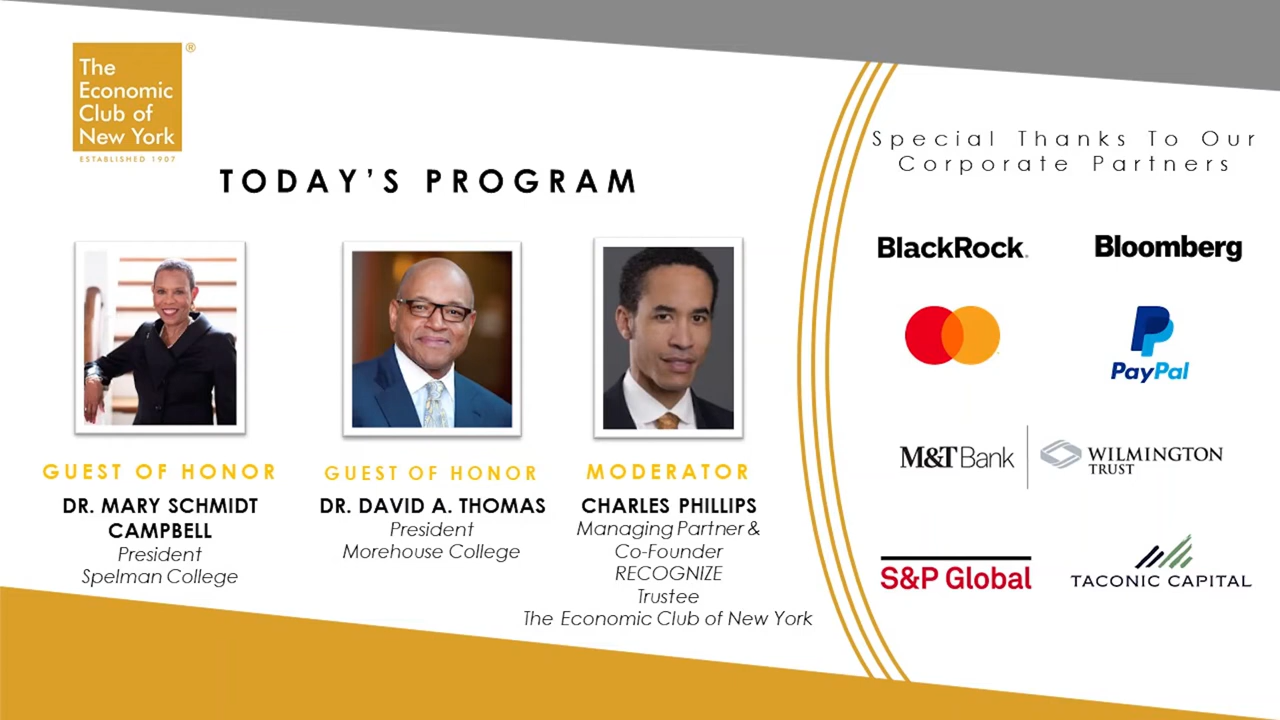 The
Economic
Club of
New York
®
ESTABLISHED 1907
TODAY'S PROGRAM
GUEST OF HONOR
DR. MARY SCHMIDT
CAMPBELL
President
Spelman College
GUEST OF HONOR
DR. DAVID A. THOMAS
President
Morehouse College
MODERATOR
CHARLES PHILLIPS
Managing Partner &
Co-Founder
RECOGNIZE
Trustee
The Economic Club of New York
Special Thanks To Our
Corporate Partners
BlackRock.
Bloomberg
PayPal
M&T Bank
WILMINGTON
TRUST
S&P Global
TACONIC CAPITAL